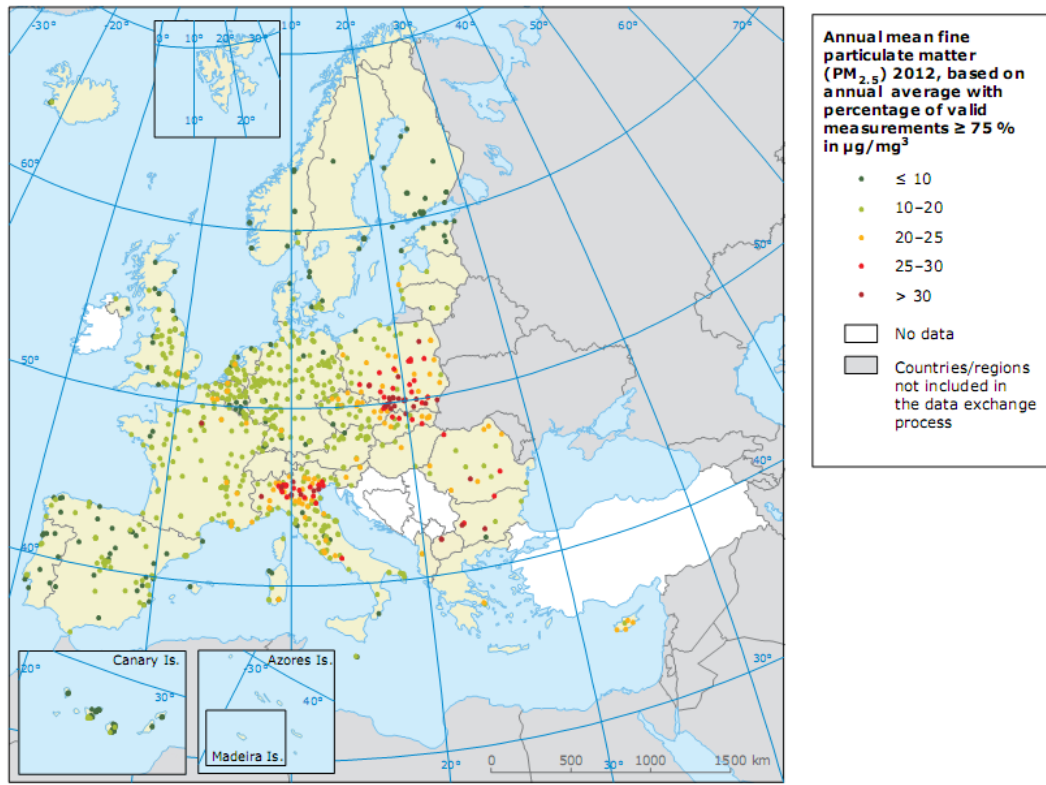 -30°
-20°
-10°
0°
10°
20°
30°
40°
50°
60°
70°
0°
10°
20°
30°
10°
20°
60°
50°
50°
40°
40°
30°
Canary Is.
-20°
30°
Azores Is.
-30°
40°
Madeira Is.
20°
30°
0
500
1000
1500 km
Annual mean fine
particulate matter
(PM2.5) 2012, based on
annual average with
percentage of valid
measurements ≥ 75 %
in µg/mg³
≤ 10
10–20
20–25
25–30
> 30
No data
Countries/regions
not included in
the data exchange
process